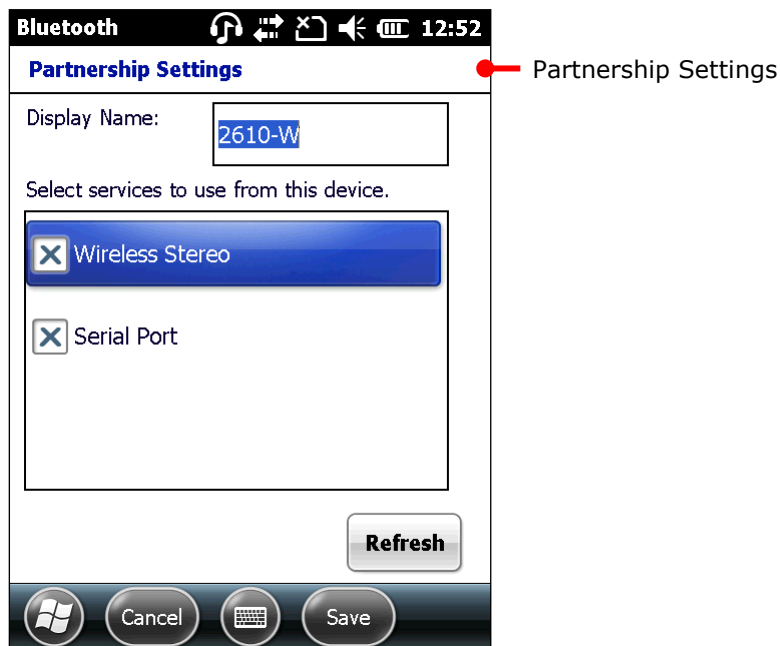 Bluetooth 12:52
Partnership Settings
Partnership Settings
Display Name:
2610-W
Select services to use from this device.
Wireless Stereo
Serial Port
Refresh
Cancel Save